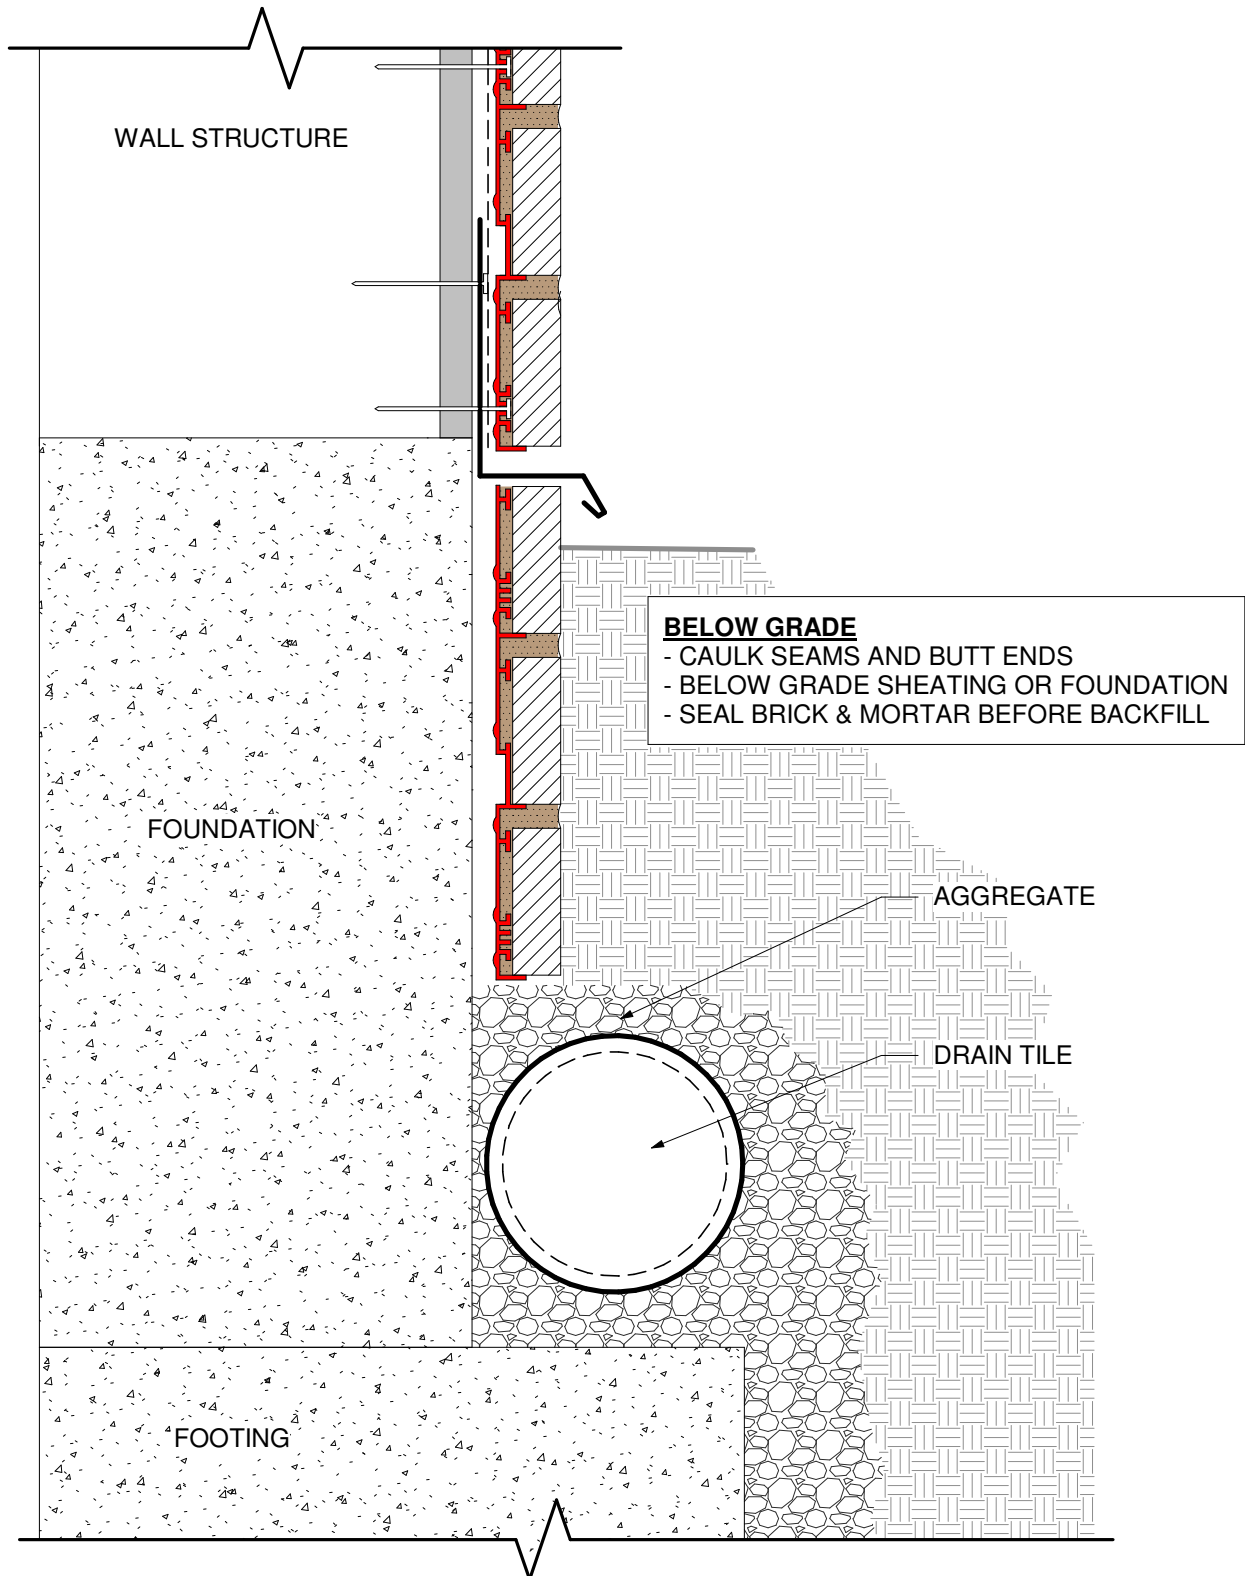 WALL STRUCTURE
BELOW GRADE
- CAULK SEAMS AND BUTT ENDS
- BELOW GRADE SHEATING OR FOUNDATION
- SEAL BRICK & MORTAR BEFORE BACKFILL
FOUNDATION
AGGREGATE
DRAIN TILE
FOOTING